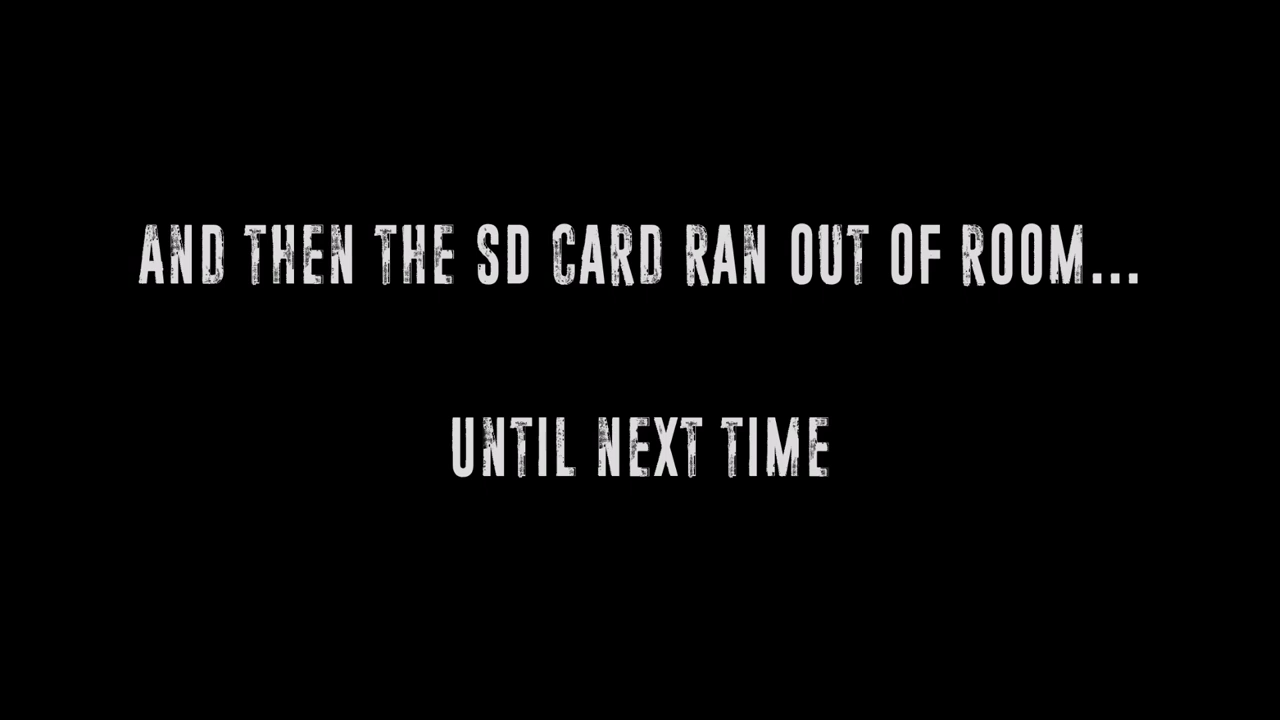 AND THEN THE SD CARD RAN OUT OF ROOM...
UNTIL NEXT TIME